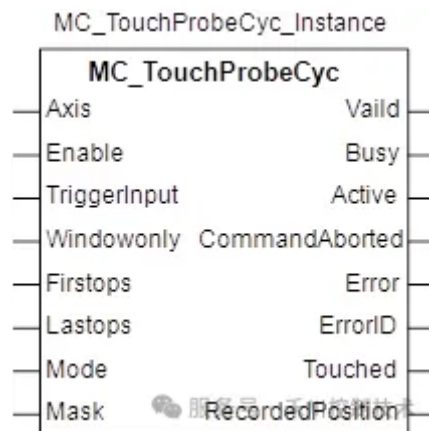 MC_TouchProbeCyc_Instance
MC_TouchProbeCyc
Axis Vaild
Enable Busy
TriggerInput Active
Windowonly CommandAborted
Firstops Error
Lastops ErrorID
Mode Touched
Mask RecordedPosition